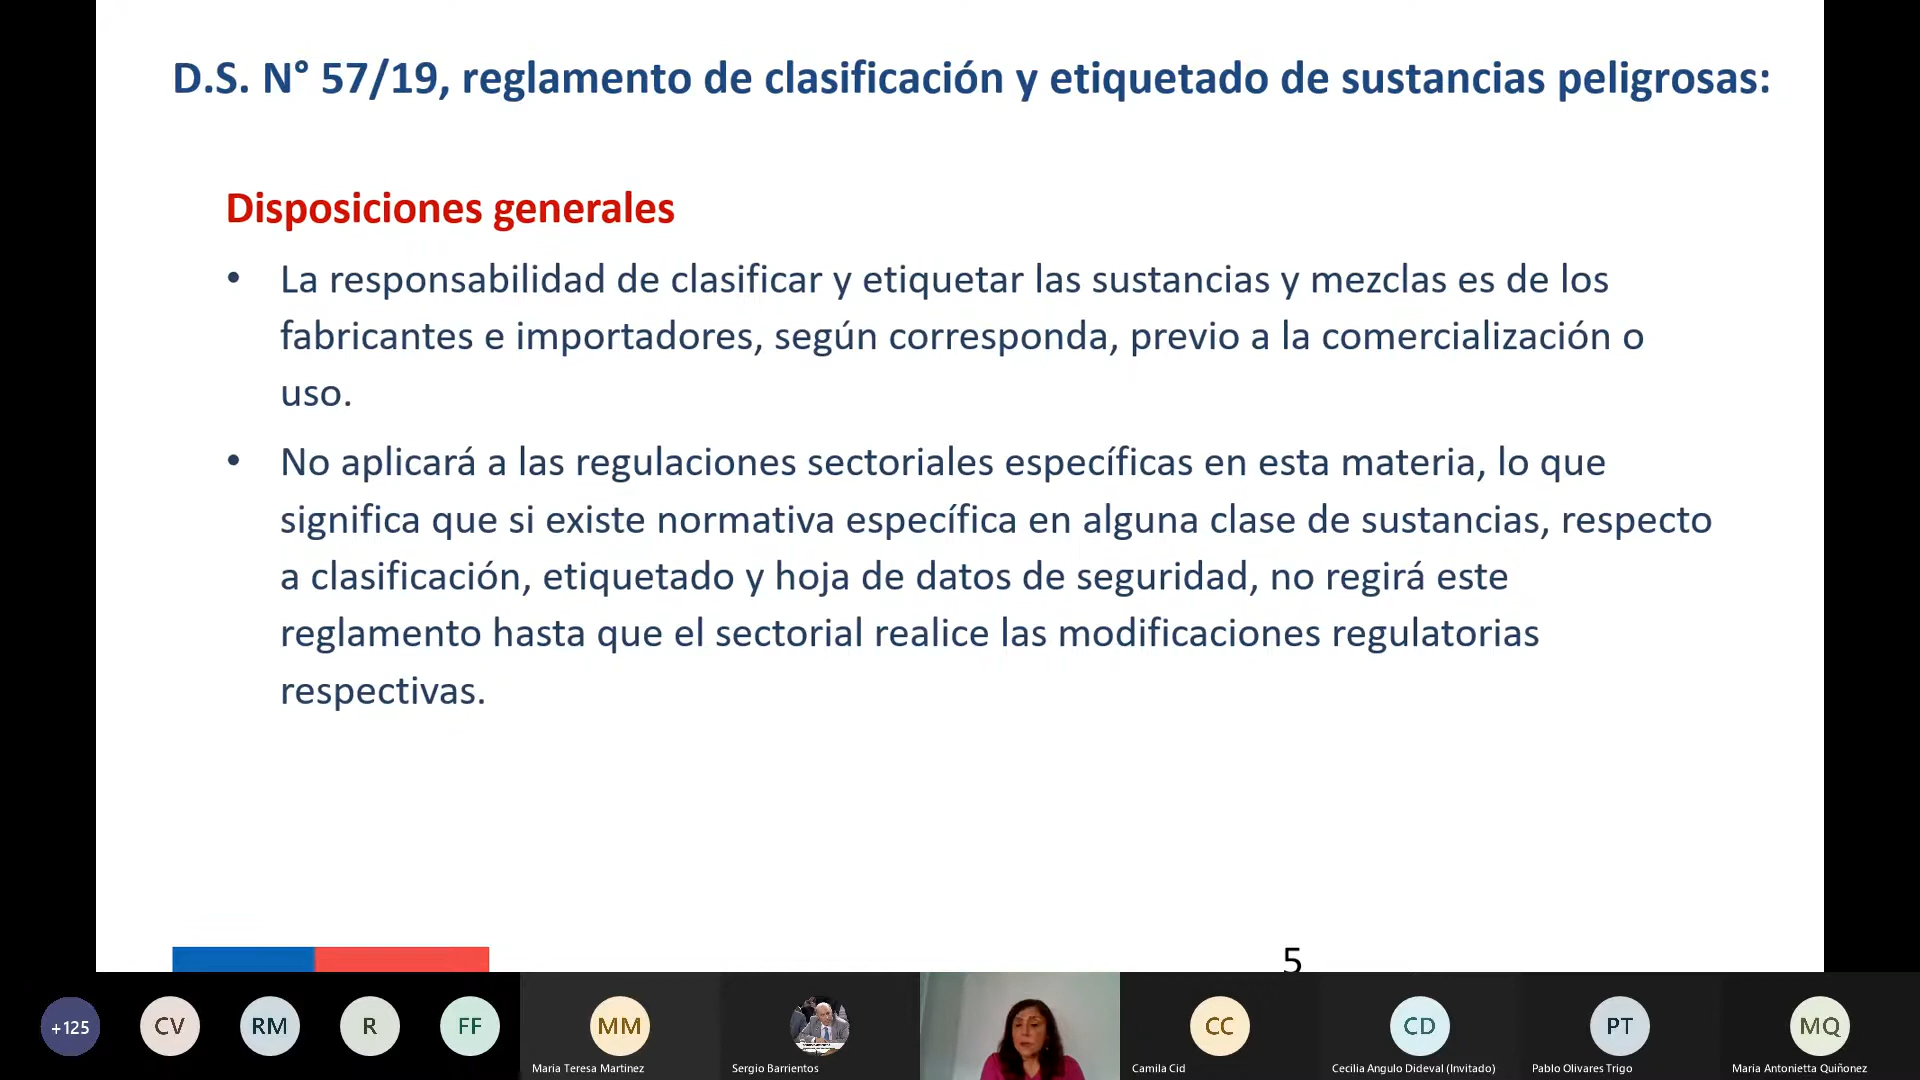 D.S. N° 57/19, reglamento de clasificación y etiquetado de sustancias peligrosas:
Disposiciones generales
• La responsabilidad de clasificar y etiquetar las sustancias y mezclas es de los
fabricantes e importadores, según corresponda, previo a la comercialización o
uso.
• No aplicará a las regulaciones sectoriales específicas en esta materia, lo que
significa que si existe normativa específica en alguna clase de sustancias, respecto
a clasificación, etiquetado y hoja de datos de seguridad, no regirá este
reglamento hasta que el sectorial realice las modificaciones regulatorias
respectivas.
5
+125 CV RM R FF MM CC CD PT MQ
Maria Teresa Martinez Sergio Barrientos Camila Cid Cecilia Angulo Dideval (Invitado) Pablo Olivares Trigo Maria Antonietta Quiñonez